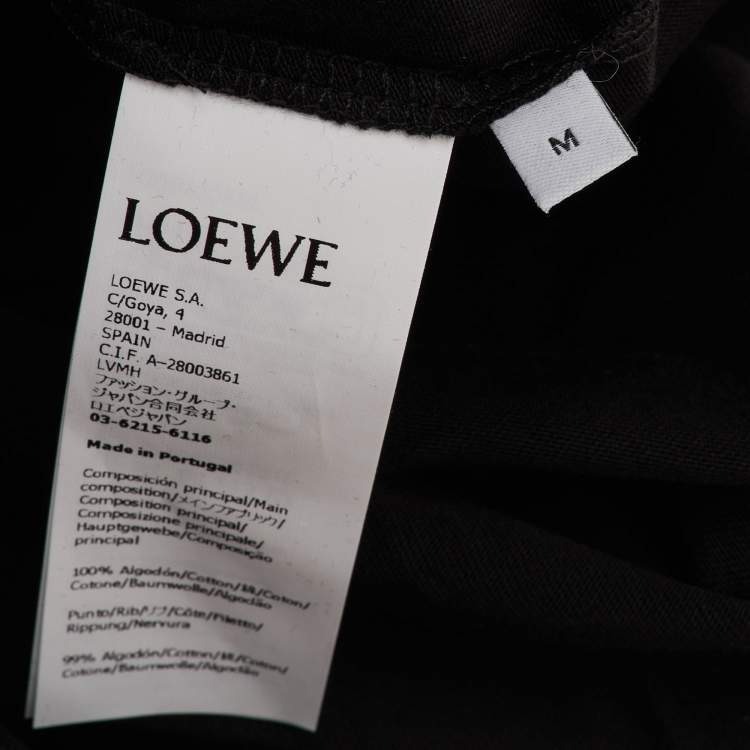 M
LOEWE
LOEWE S.A.
C/Goya, 4
28001 – Madrid
SPAIN
C.I.F. A-28003861
LVMH
ファッション・グループ・
ジャパン合同会社
ロエベジャパン
03-6215-6116
Made in Portugal
Composición principal/Main
composition/メインファブリック/
Composition principal/
Composizione principale/
Hauptgewebe/Composição
principal
100% Algodón/Cotton/綿/Coton/
Cotone/Baumwolle/Algodão
Punto/Rib/リブ/Côte/Filetto/
Rippung/Nervura
99% Algodón/Cotton/綿/Coton/
Cotone/Baumwolle/Algodão